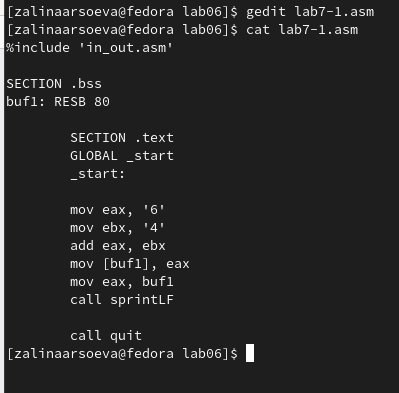 [zalinaarsoeva@fedora lab06]$ gedit lab7-1.asm
[zalinaarsoeva@fedora lab06]$ cat lab7-1.asm
%include 'in_out.asm'
SECTION .bss
buf1: RESB 80
SECTION .text
GLOBAL _start
_start:
mov eax, '6'
mov ebx, '4'
add eax, ebx
mov [buf1], eax
mov eax, buf1
call sprintLF
call quit
[zalinaarsoeva@fedora lab06]$